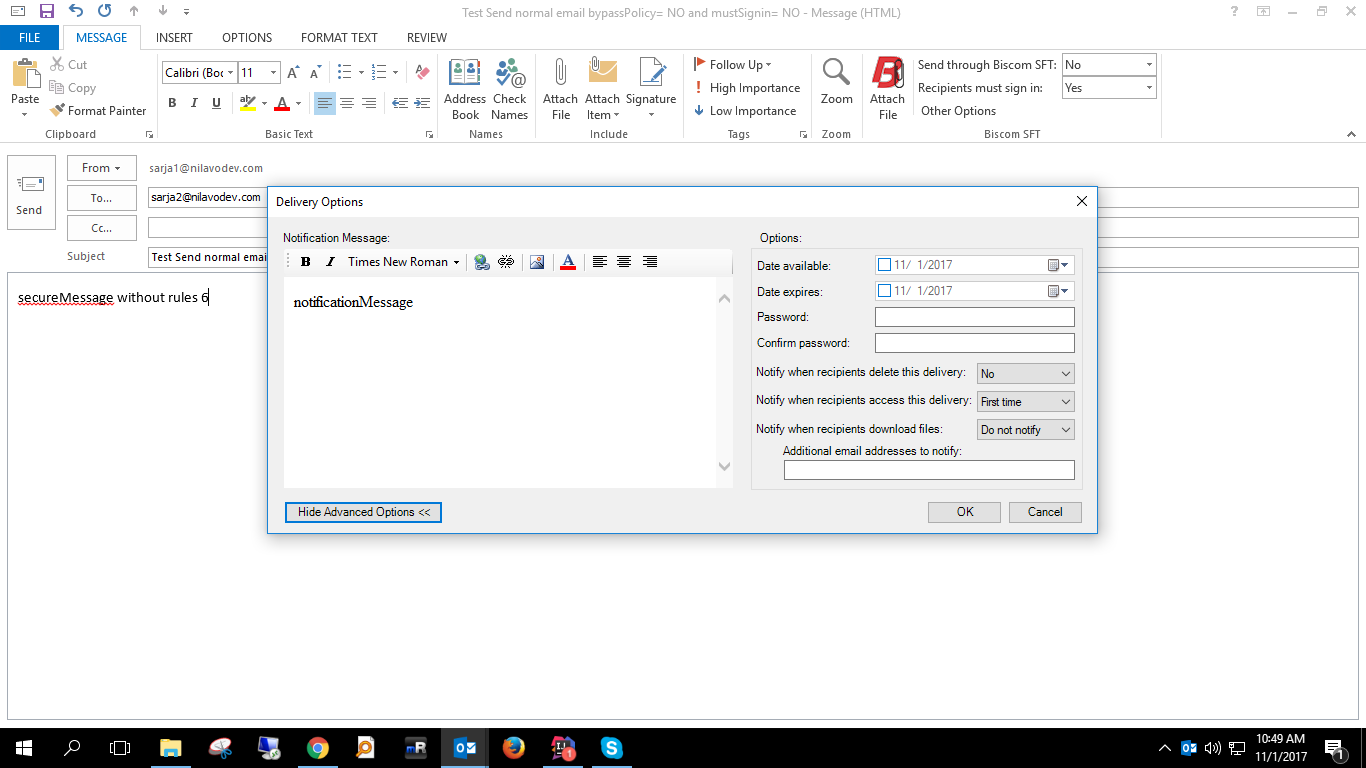 Test Send normal email bypassPolicy= NO and mustSignin= NO - Message (HTML)
FILE MESSAGE INSERT OPTIONS FORMAT TEXT REVIEW
Paste
Cut
Copy
Format Painter
Clipboard
Calibri (Boc 11
B I U
Basic Text
Address Book
Check Names
Names
Attach File
Attach Item
Signature
Include
Follow Up
High Importance
Low Importance
Tags
Zoom
Zoom
Attach File
Send through Biscom SFT: No
Recipients must sign in: Yes
Other Options
Biscom SFT
Send
From sarja1@nilavodev.com
To... sarja2@nilavodev.com
Cc...
Subject Test Send normal emai
secureMessage without rules 6
Delivery Options
Notification Message:
B I Times New Roman A
notificationMessage
Hide Advanced Options <<
Options:
Date available: 11/ 1/2017
Date expires: 11/ 1/2017
Password:
Confirm password:
Notify when recipients delete this delivery: No
Notify when recipients access this delivery: First time
Notify when recipients download files: Do not notify
Additional email addresses to notify:
OK Cancel
10:49 AM
11/1/2017